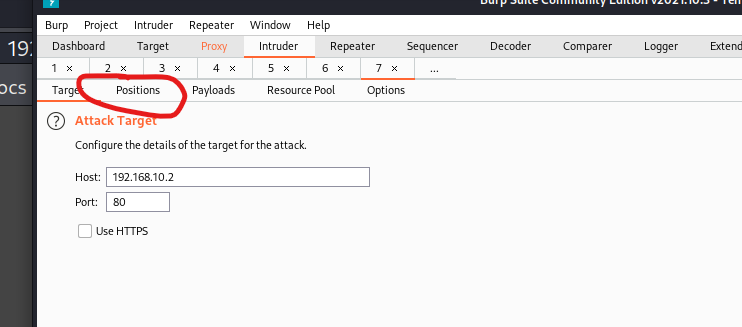 Burp Suite Community Edition v2021.10.3 - Ten
Burp Project Intruder Repeater Window Help
192
Dashboard Target Proxy Intruder Repeater Sequencer Decoder Comparer Logger Extend
1 × 2 × 3 × 4 × 5 × 6 × 7 × ...
ocs
Target Positions Payloads Resource Pool Options
? Attack Target
Configure the details of the target for the attack.
Host: 192.168.10.2
Port: 80
Use HTTPS